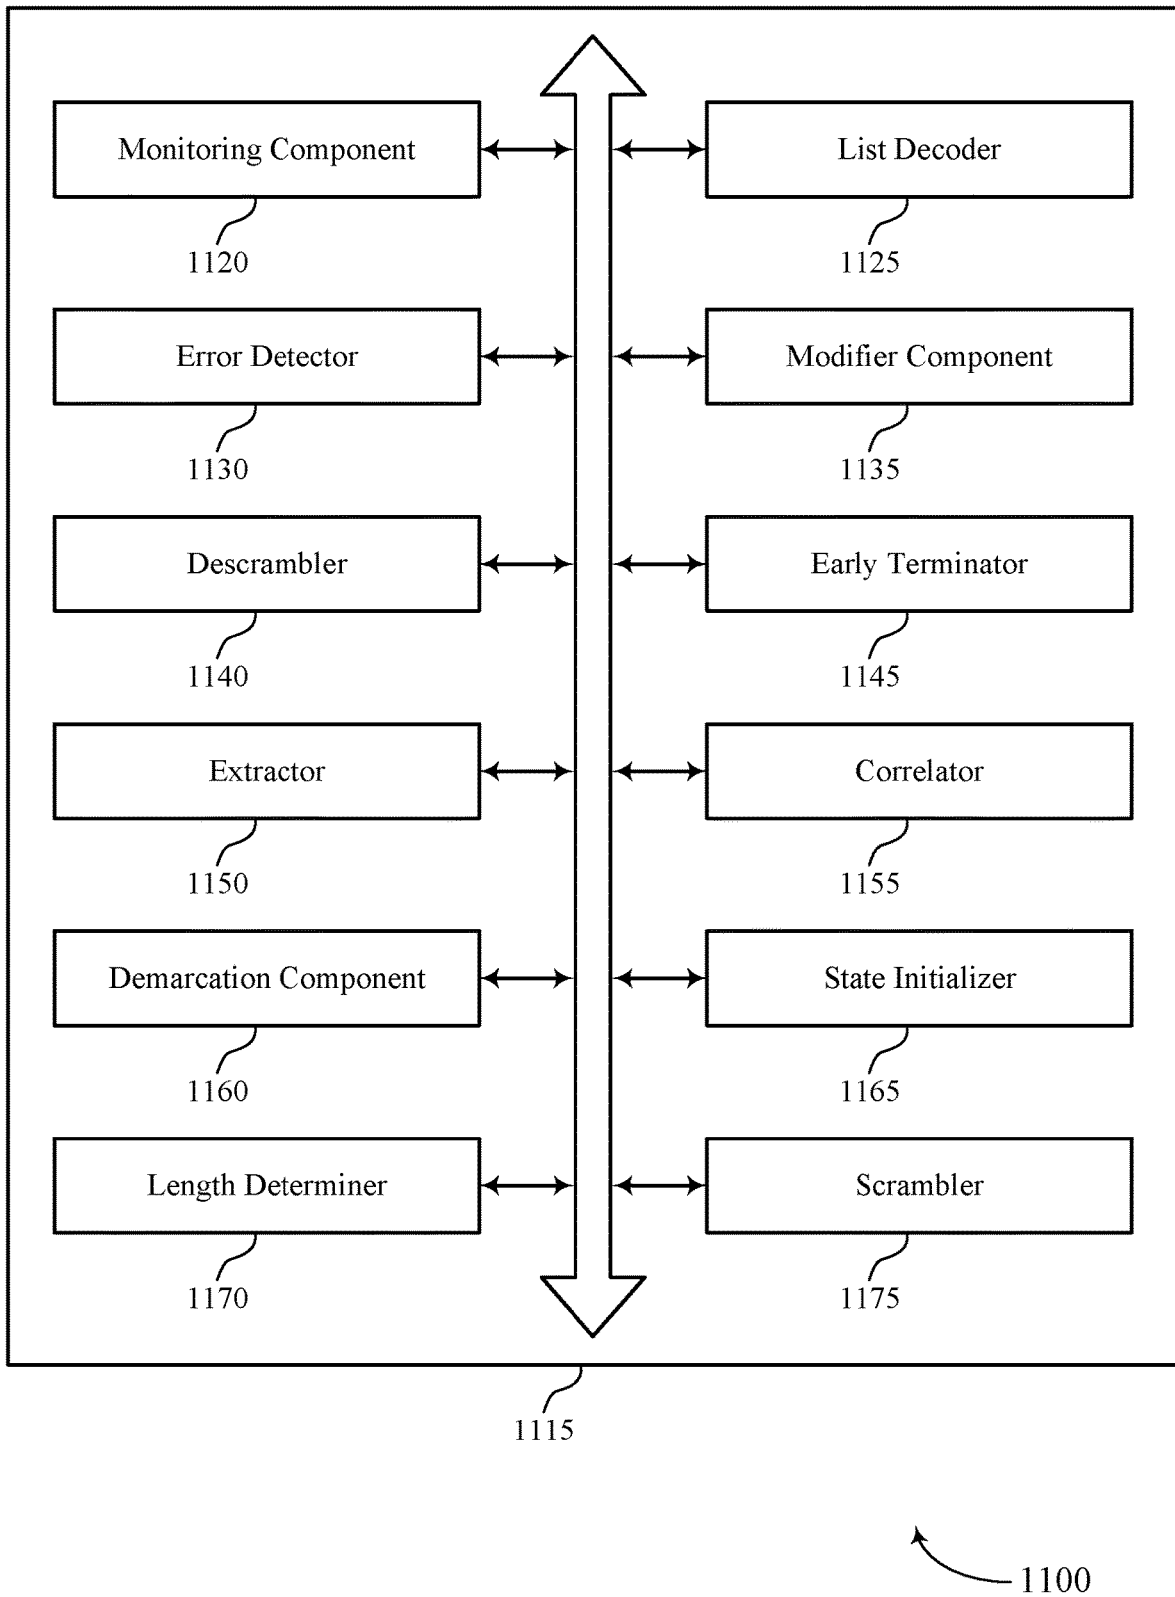 Monitoring Component
List Decoder
1120
1125
Error Detector
Modifier Component
1130
1135
Descrambler
Early Terminator
1140
1145
Extractor
Correlator
1150
1155
Demarcation Component
State Initializer
1160
1165
Length Determiner
Scrambler
1170
1175
1115
1100